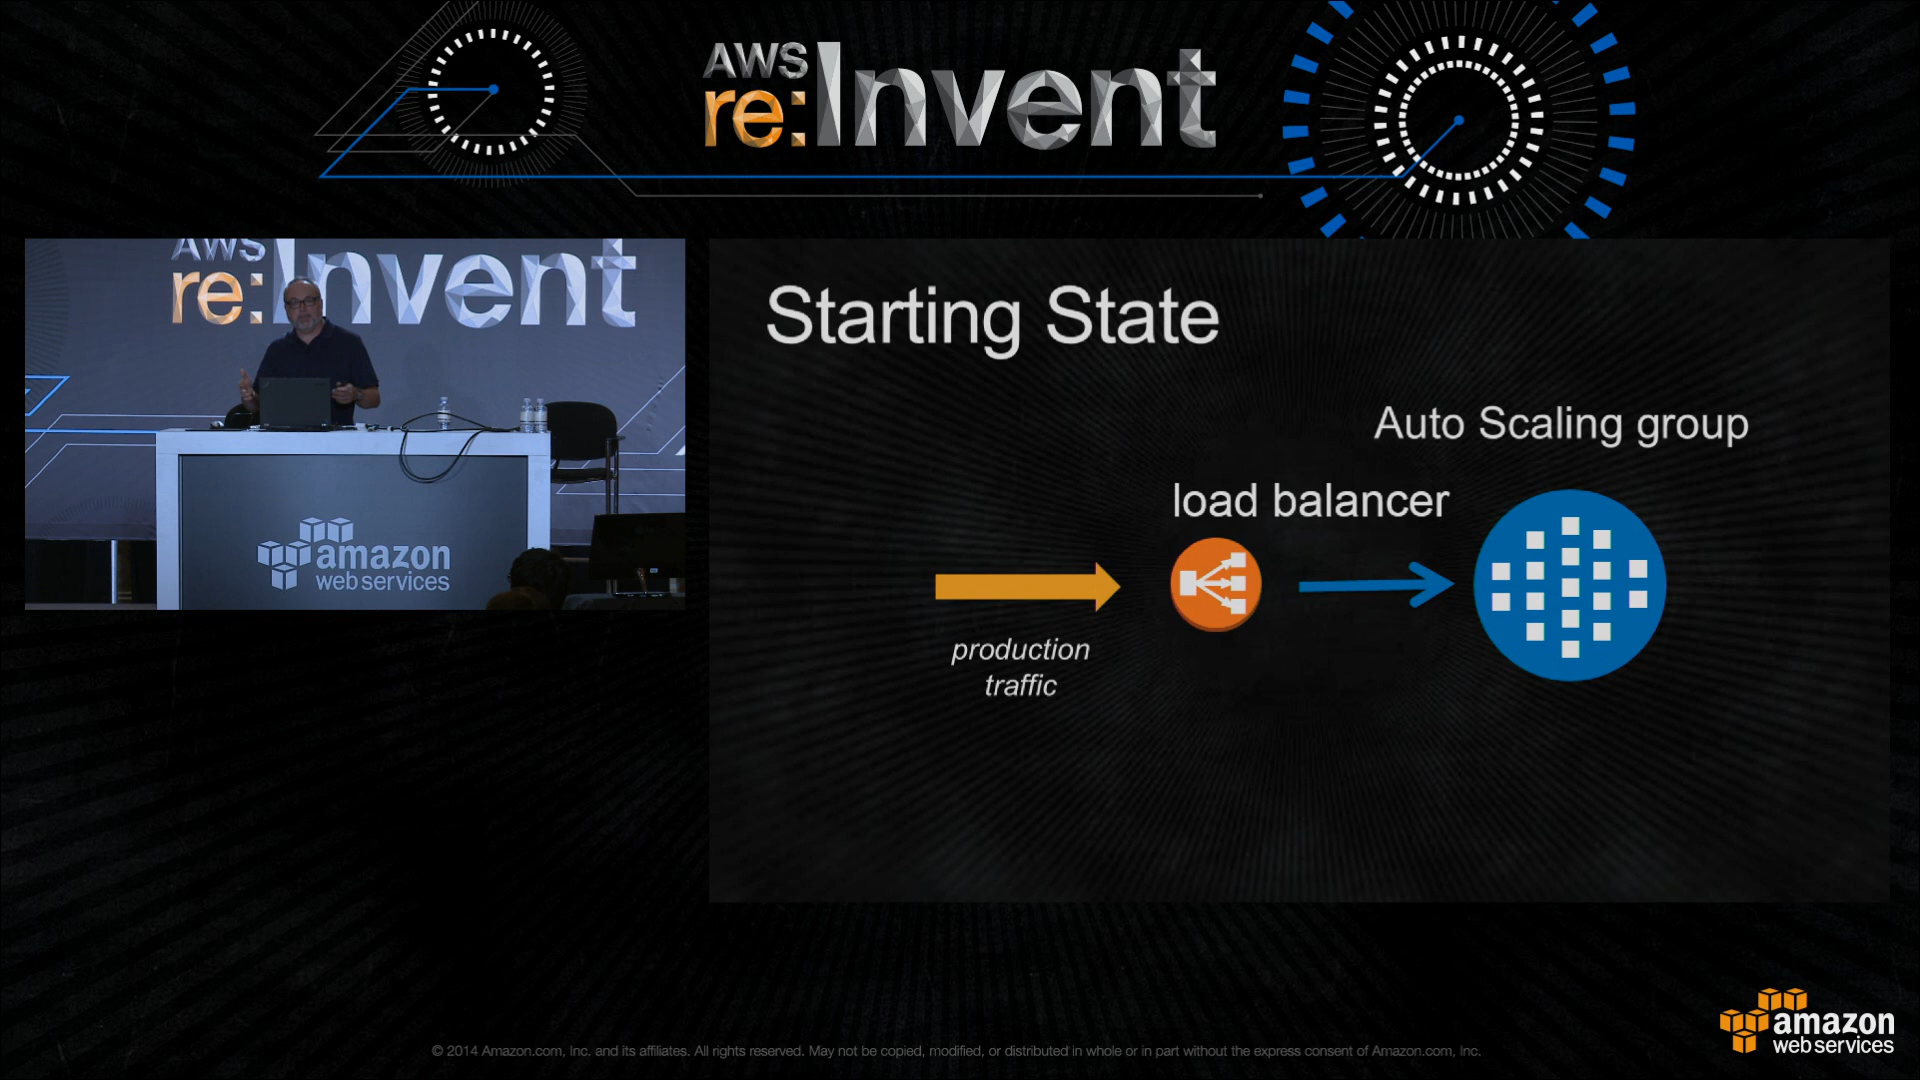 AWS
re:Invent
AWS
re:Invent
amazon
web services
Starting State
Auto Scaling group
load balancer
production
traffic
amazon
web services
© 2014 Amazon.com, Inc. and its affiliates. All rights reserved. May not be copied, modified, or distributed in whole or in part without the express consent of Amazon.com, Inc.